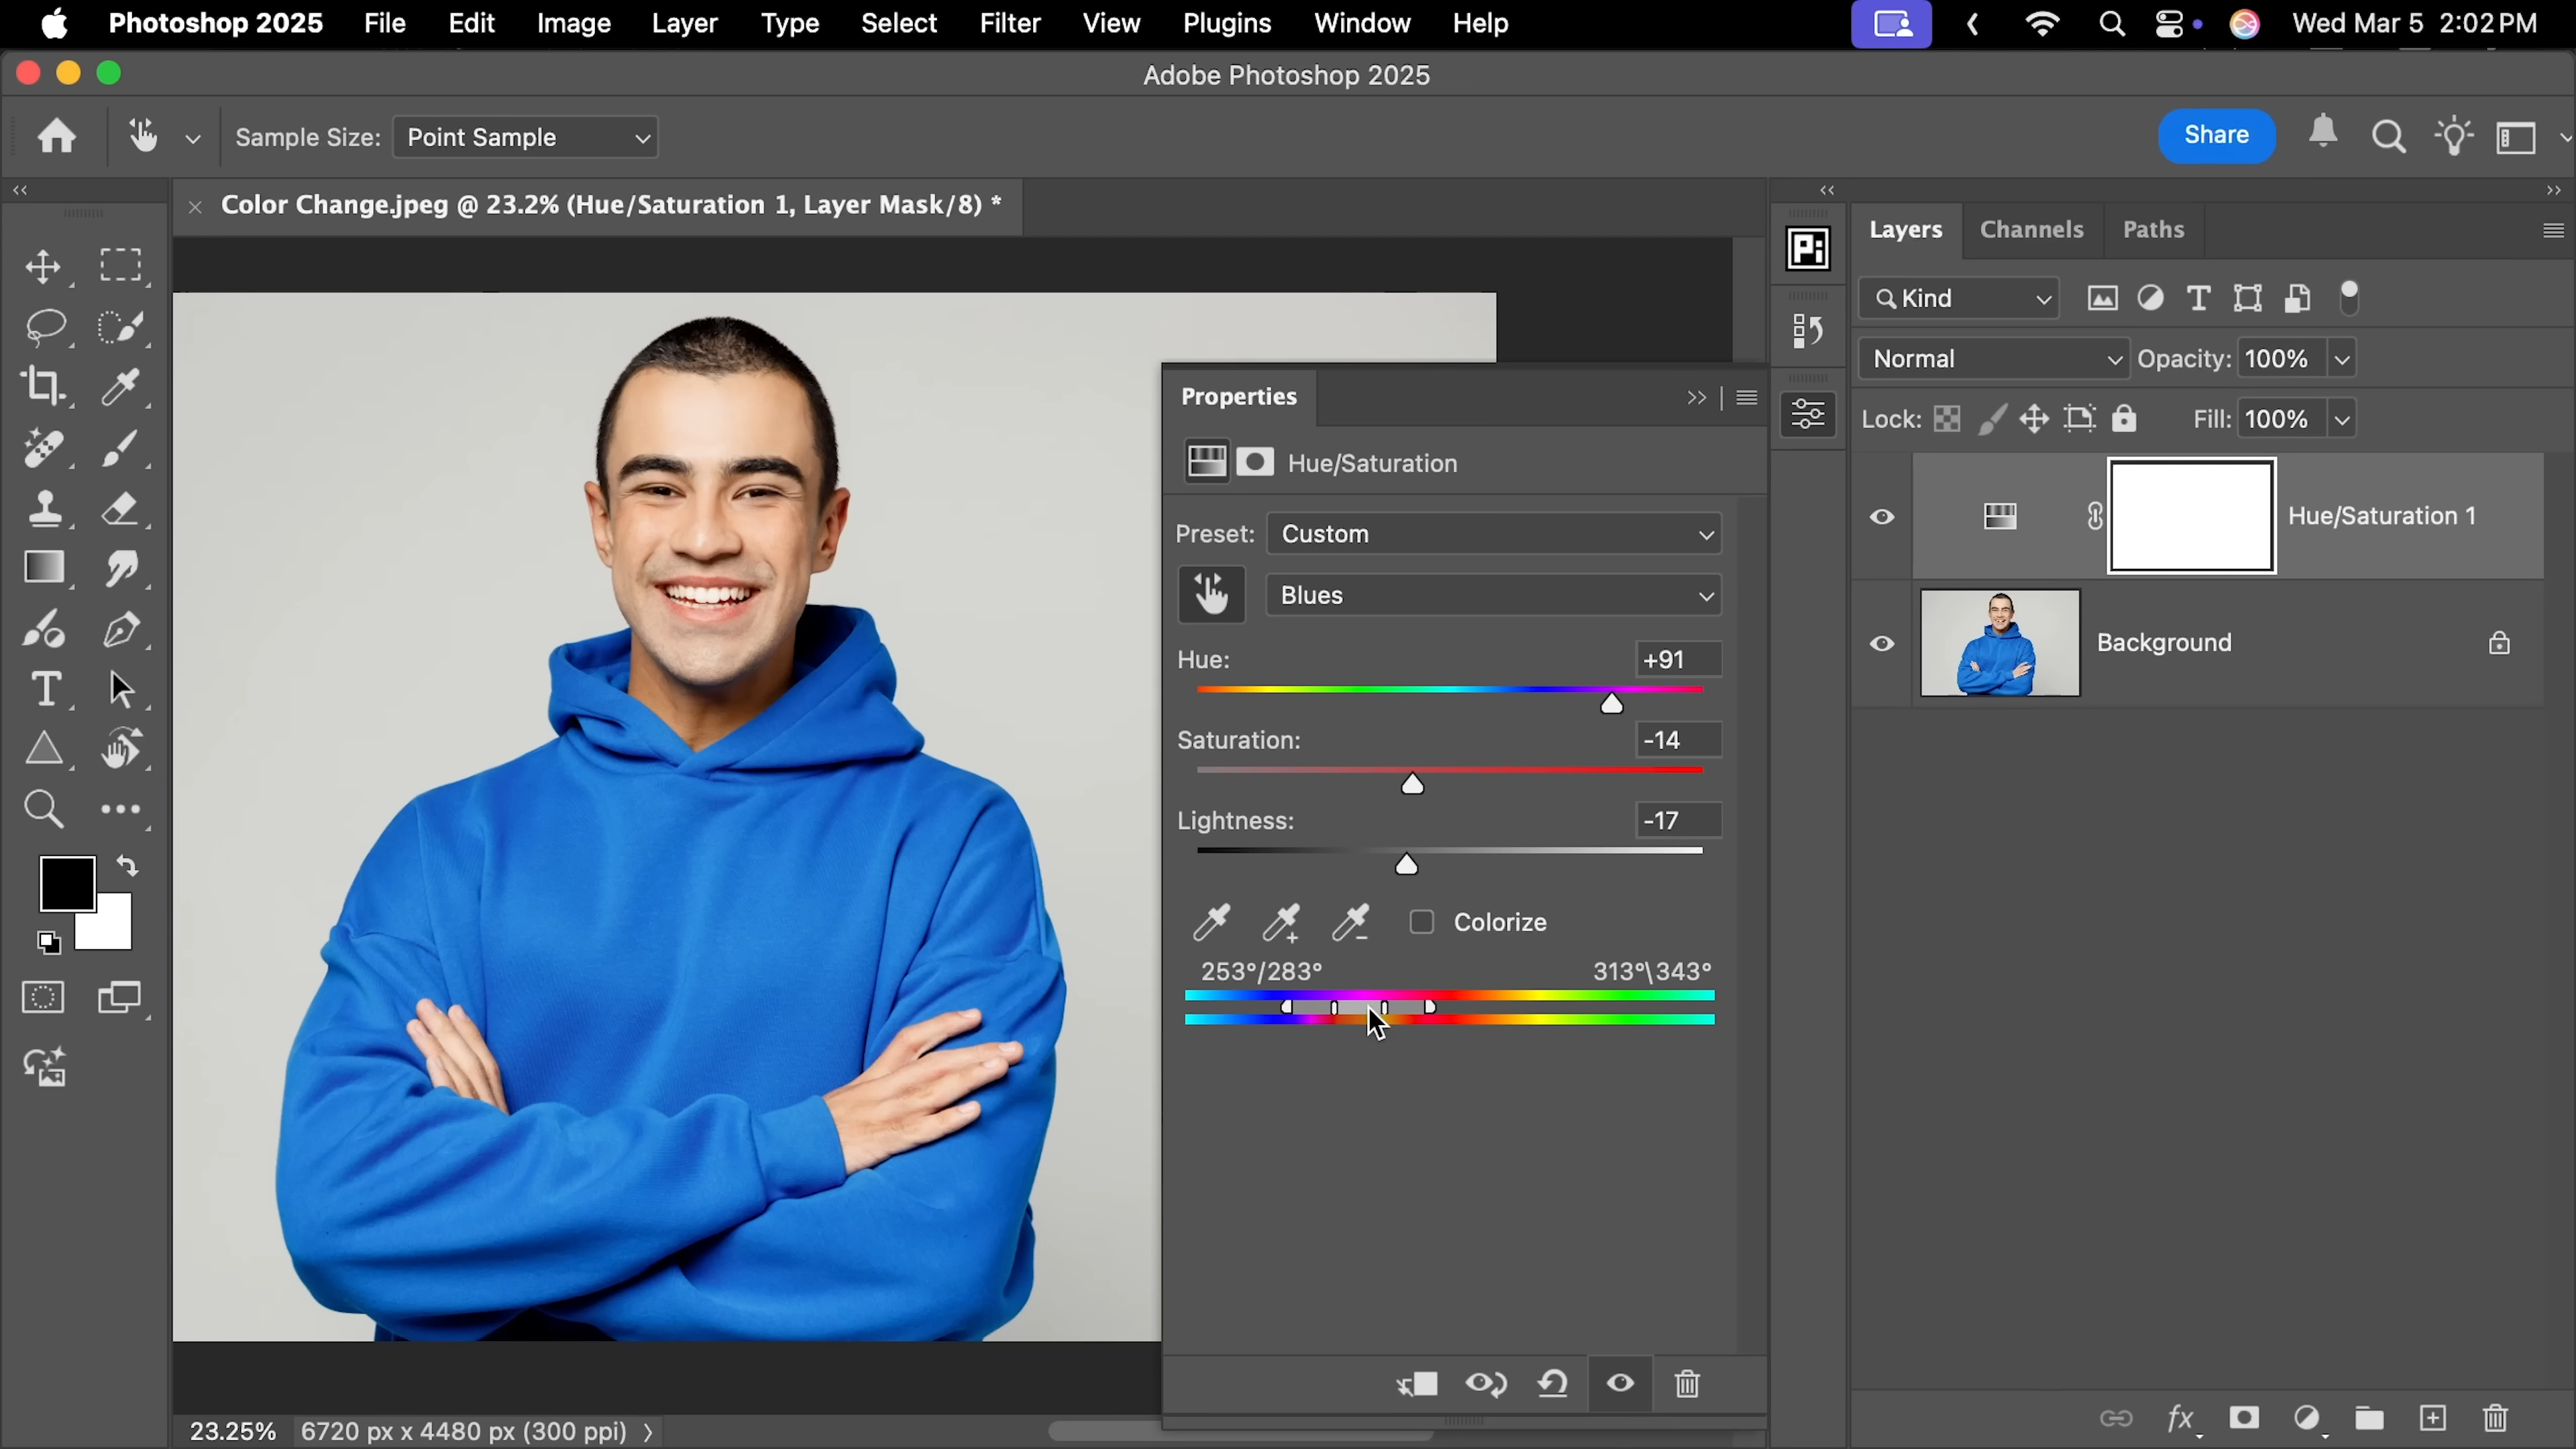 Photoshop 2025 File Edit Image Layer Type Select Filter View Plugins Window Help Wed Mar 5 2:02 PM
Adobe Photoshop 2025
Sample Size: Point Sample Share
Color Change.jpeg @ 23.2% (Hue/Saturation 1, Layer Mask/8) *
Layers Channels Paths
Kind
Normal Opacity: 100%
Lock: Fill: 100%
Hue/Saturation 1
Background
Properties
Hue/Saturation
Preset: Custom
Blues
Hue: +91
Saturation: -14
Lightness: -17
Colorize
253°/283° 313°\343°
23.25% 6720 px x 4480 px (300 ppi)